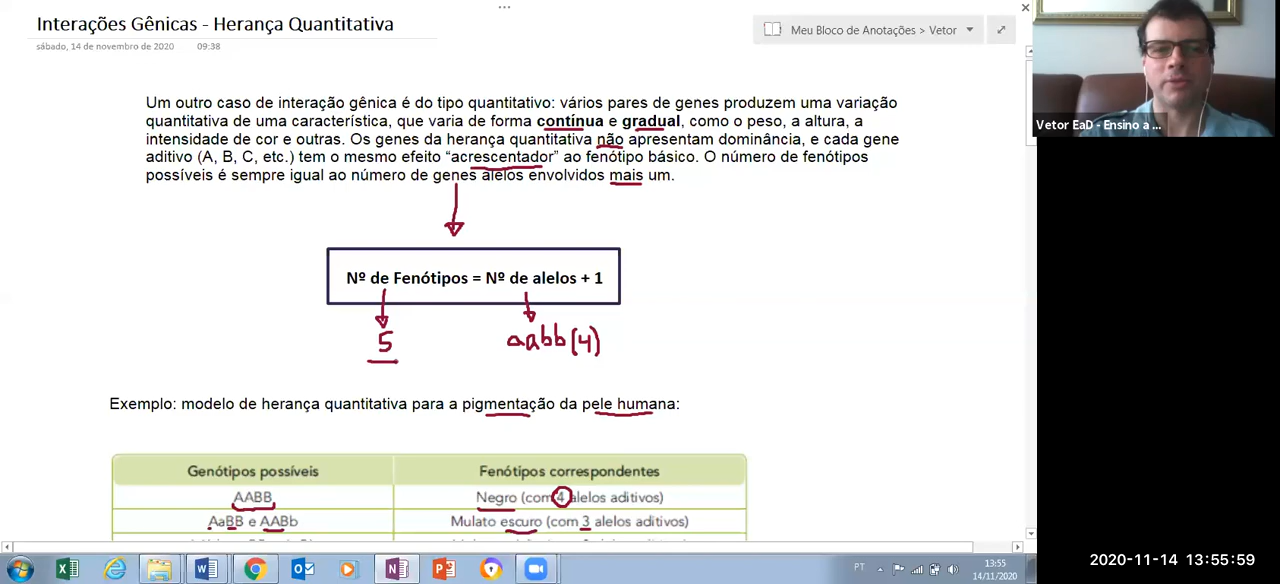 Interações Gênicas - Herança Quantitativa
sábado, 14 de novembro de 2020 09:38
Meu Bloco de Anotações > Vetor
Vetor EaD - Ensino a ...
Um outro caso de interação gênica é do tipo quantitativo: vários pares de genes produzem uma variação
quantitativa de uma característica, que varia de forma contínua e gradual, como o peso, a altura, a
intensidade de cor e outras. Os genes da herança quantitativa não apresentam dominância, e cada gene
aditivo (A, B, C, etc.) tem o mesmo efeito “acrescentador” ao fenótipo básico. O número de fenótipos
possíveis é sempre igual ao número de genes alelos envolvidos mais um.
Nº de Fenótipos = Nº de alelos + 1
5 aabb(4)
Exemplo: modelo de herança quantitativa para a pigmentação da pele humana:
Genótipos possíveis Fenótipos correspondentes
AABB Negro (com 4 alelos aditivos)
AaBB e AABb Mulato escuro (com 3 alelos aditivos)
2020-11-14 13:55:59
PT 13:55
14/11/2020